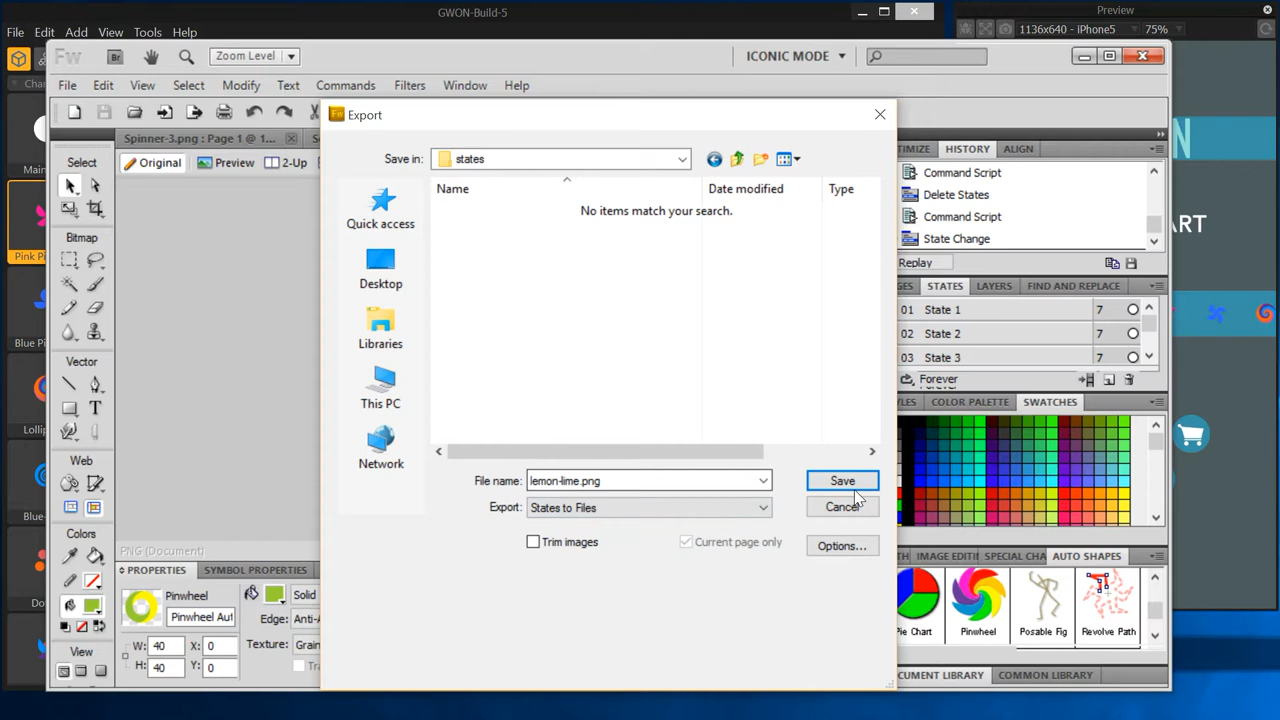 GWON-Build-5
Preview
File Edit Add View Tools Help
1136x640 - iPhone5 75%
Fw Br Zoom Level ICONIC MODE
File Edit View Select Modify Text Commands Filters Window Help
Spinner-3.png : Page 1 @ 1...
Select
Original Preview 2-Up
Export
Save in: states
Name Date modified Type
No items match your search.
Quick access
Desktop
Libraries
This PC
Network
File name: lemon-lime.png Save
Export: States to Files Cancel
Trim images Current page only Options...
HISTORY ALIGN
Command Script
Delete States
Command Script
State Change
Replay
STATES LAYERS FIND AND REPLACE
01 State 1 7
02 State 2 7
03 State 3 7
Forever
COLOR PALETTE SWATCHES
IMAGE EDITI SPECIAL CHA AUTO SHAPES
Pie Chart Pinwheel Posable Fig Revolve Path
CUMENT LIBRARY COMMON LIBRARY
Bitmap
Vector
Web
Colors
View
PNG (Document)
PROPERTIES SYMBOL PROPERTIES
Pinwheel Solid
Pinwheel Aut Edge: Anti-A
W: 40 X: 0 Texture: Grain
H: 40 Y: 0
Pink Pi
Blue Pi
Lollip
Blue-
Do
ART
N